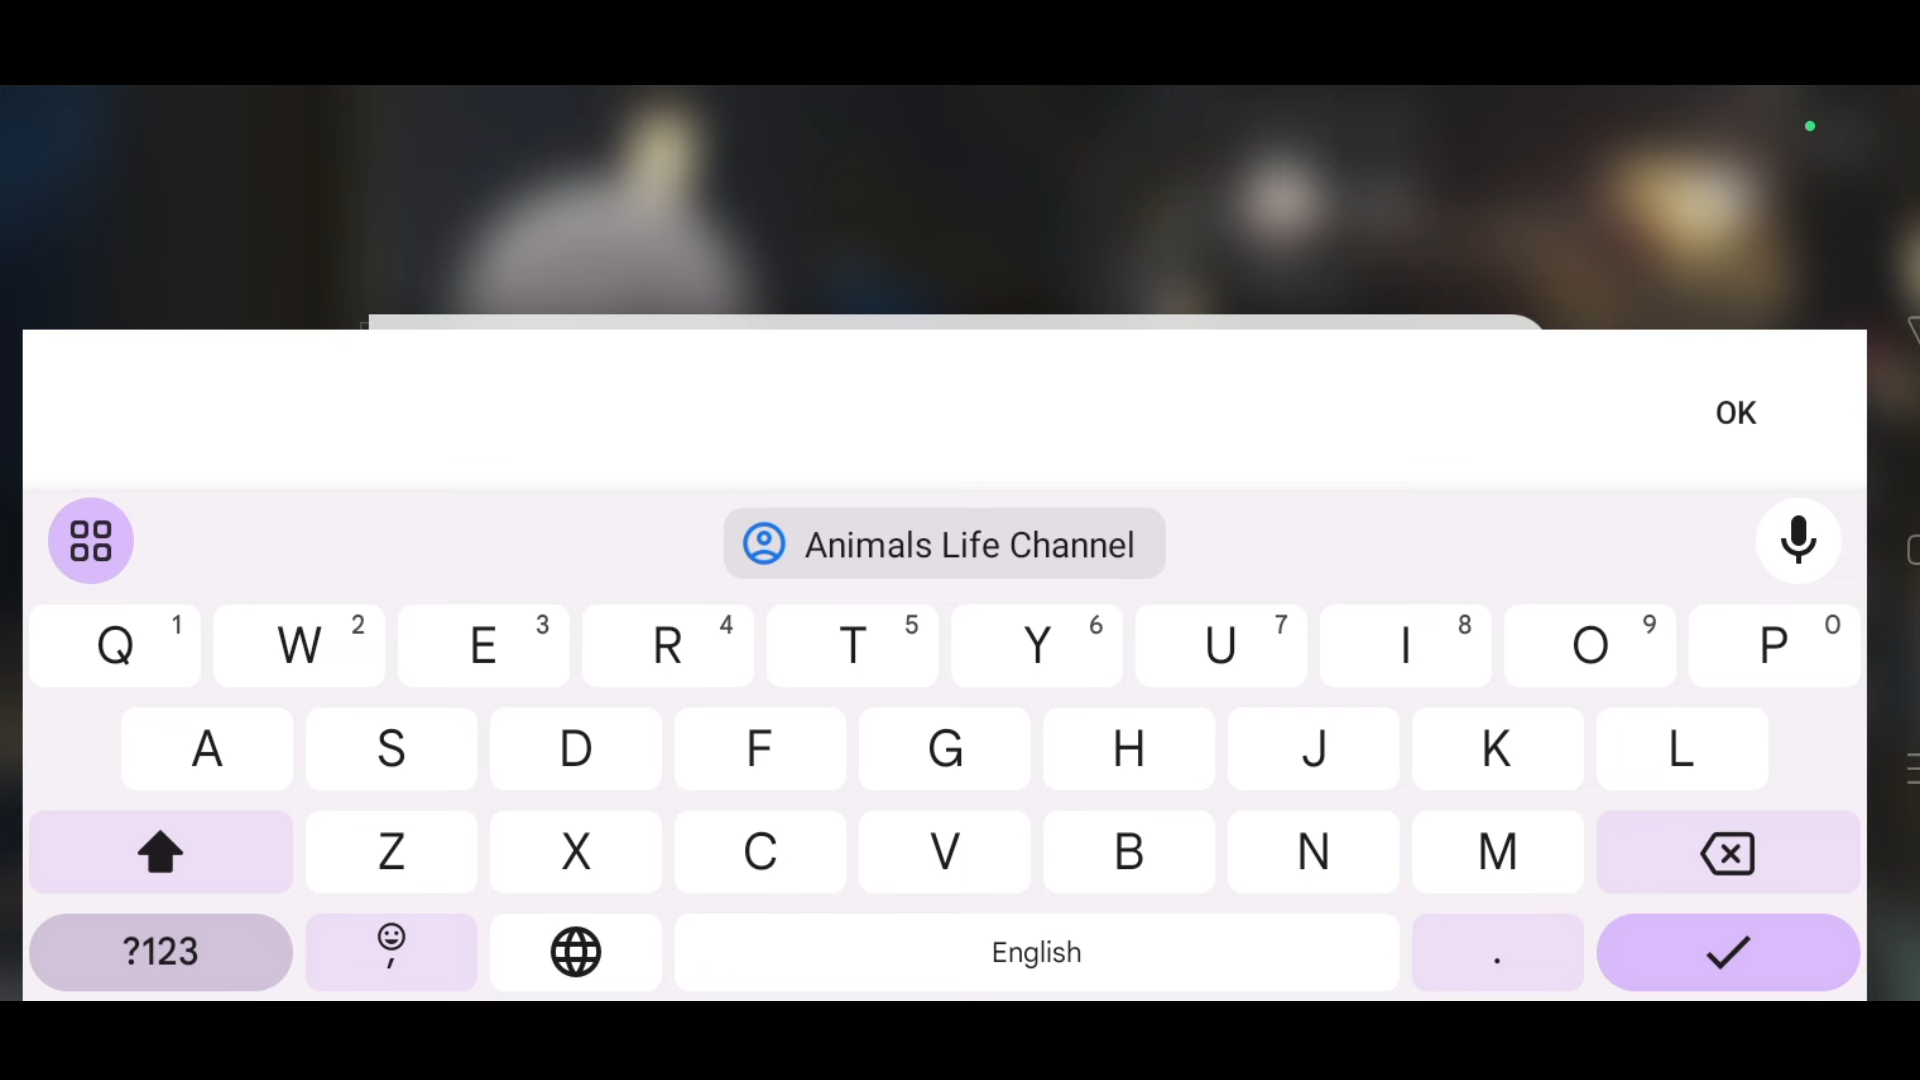 OK
Animals Life Channel
Q 1 W 2 E 3 R 4 T 5 Y 6 U 7 I 8 O 9 P 0
A S D F G H J K L
Z X C V B N M
?123 , English .